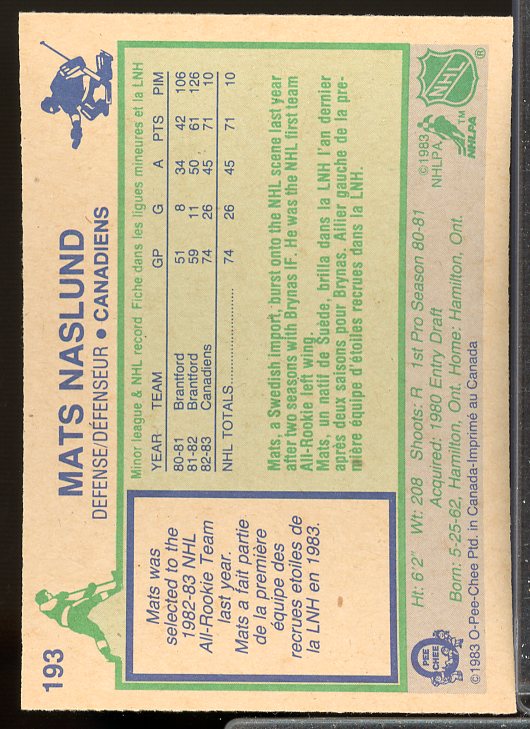 193
MATS NASLUND
DEFENSE/DÉFENSEUR • CANADIENS
Mats was
selected to the
1982-83 NHL
All-Rookie Team
last year.
Mats a fait partie
de la première
équipe des
recrues etoiles de
la LNH en 1983.
Minor league & NHL record Fiche dans les ligues mineures et la LNH
YEAR TEAM GP G A PTS PIM
80-81 Brantford 51 8 34 42 106
81-82 Brantford 59 11 50 61 126
82-83 Canadiens 74 26 45 71 10
NHL TOTALS.................... 74 26 45 71 10
Mats, a Swedish import, burst onto the NHL scene last year
after two seasons with Brynas IF. He was the NHL first team
All-Rookie left wing.
Mats, un natif de Suède, brilla dans la LNH l'an dernier
après deux saisons pour Brynas. Ailier gauche de la pre-
mière équipe d'étoiles recrues dans la LNH.
Ht: 6'2" Wt: 208 Shoots: R 1st Pro Season 80-81
Acquired: 1980 Entry Draft
Born: 5-25-62, Hamilton, Ont. Home: Hamilton, Ont.
©1983
NHLPA
NHLPA
™
NHL
®
O
PEE
CHEE
©1983 O-Pee-Chee Ptd. in Canada-Imprimé au Canada